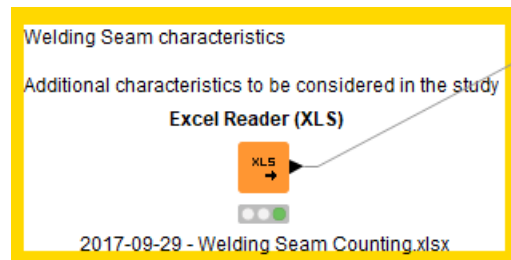 Welding Seam characteristics
Additional characteristics to be considered in the study
Excel Reader (XLS)
XLS
2017-09-29 - Welding Seam Counting.xlsx